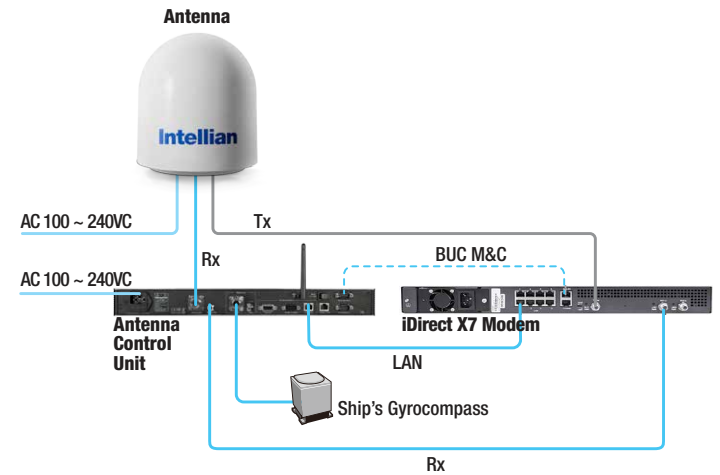 Antenna
Intellian
AC 100 ~ 240VC
Tx
Rx
BUC M&C
AC 100 ~ 240VC
Antenna
Control
Unit
iDirect X7 Modem
LAN
Ship's Gyrocompass
Rx